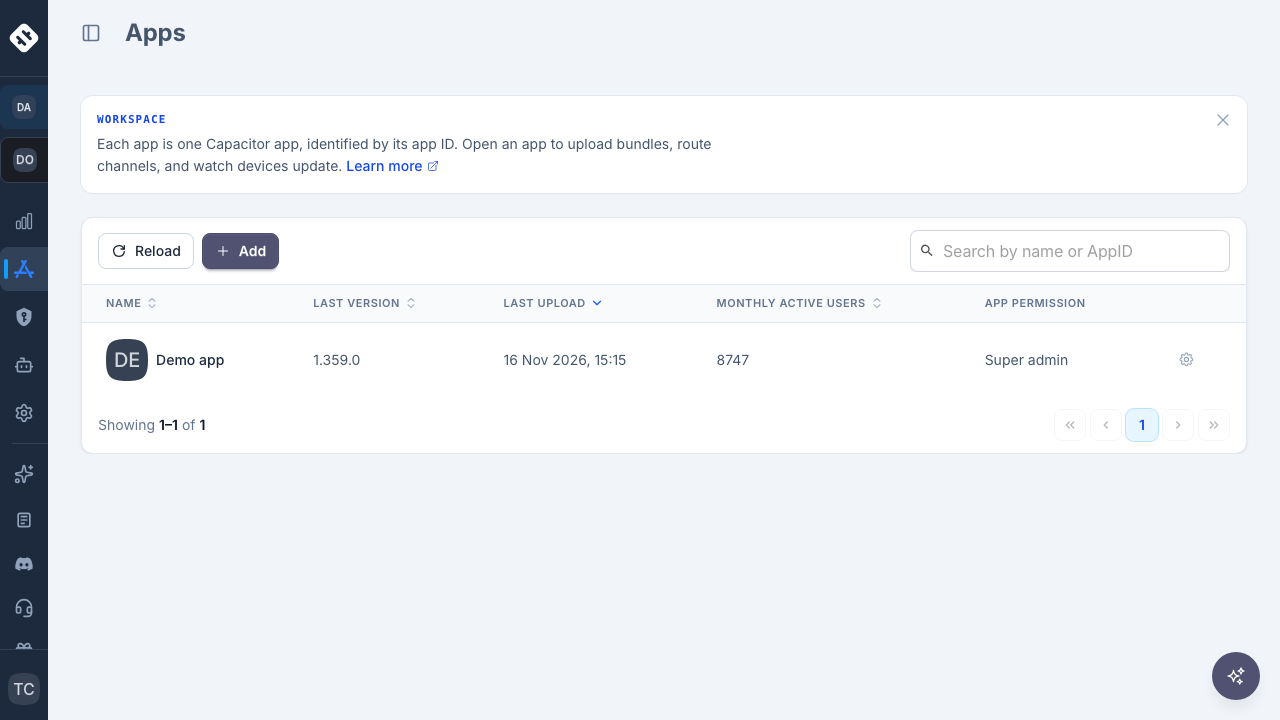 Apps
DA
DO
WORKSPACE
Each app is one Capacitor app, identified by its app ID. Open an app to upload bundles, route
channels, and watch devices update. Learn more
Reload
Add
Search by name or AppID
NAME
LAST VERSION
LAST UPLOAD
MONTHLY ACTIVE USERS
APP PERMISSION
DE
Demo app
1.359.0
16 Nov 2026, 15:15
8747
Super admin
Showing 1–1 of 1
1
TC